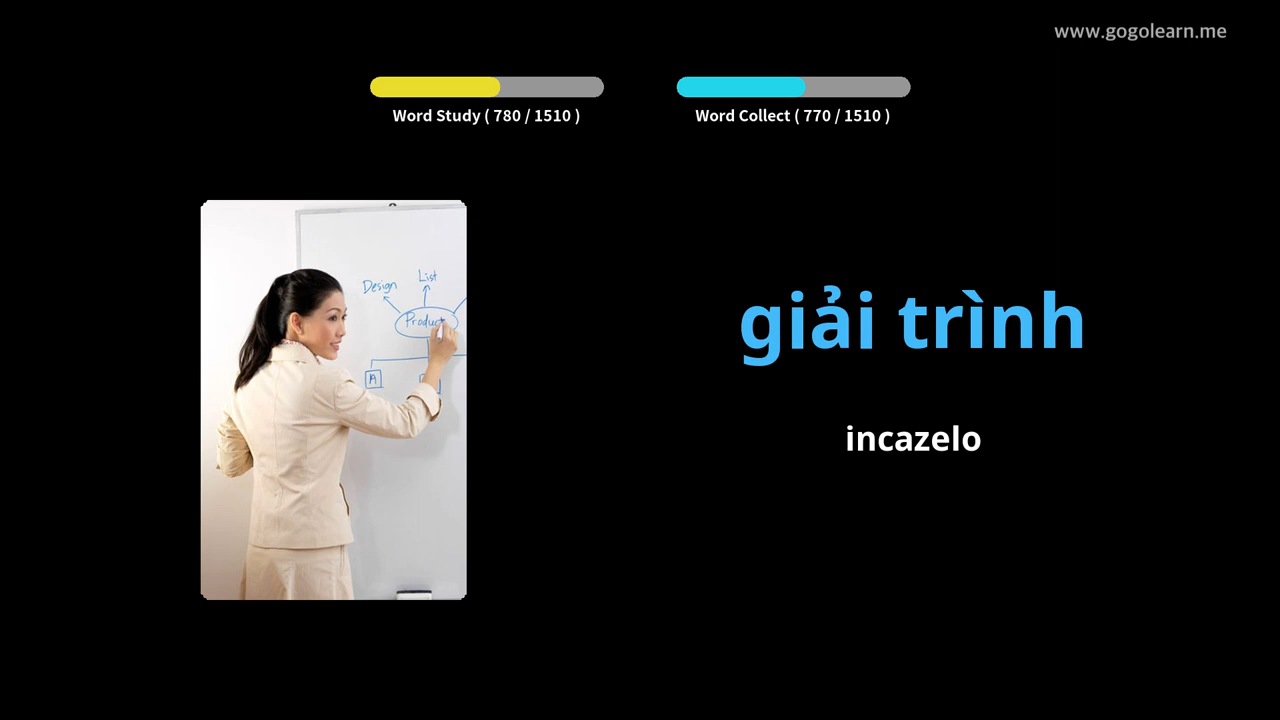 www.gogolearn.me
Word Study ( 780 / 1510 )
Word Collect ( 770 / 1510 )
Design
List
Product
A
giải trình
incazelo